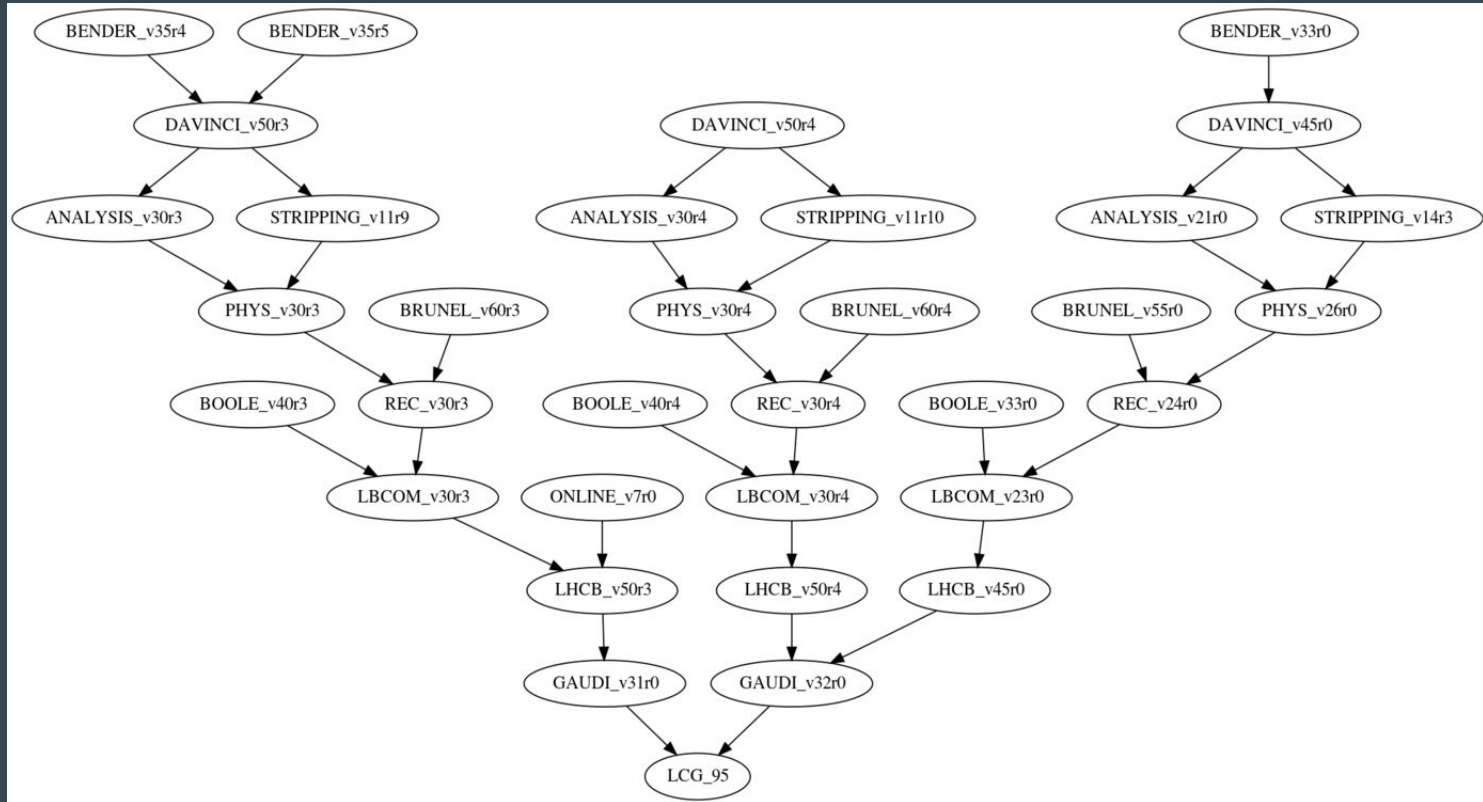 BENDER_v35r4
BENDER_v35r5
BENDER_v33r0
DAVINCI_v50r3
DAVINCI_v50r4
DAVINCI_v45r0
ANALYSIS_v30r3
STRIPPING_v11r9
ANALYSIS_v30r4
STRIPPING_v11r10
ANALYSIS_v21r0
STRIPPING_v14r3
PHYS_v30r3
BRUNEL_v60r3
PHYS_v30r4
BRUNEL_v60r4
BRUNEL_v55r0
PHYS_v26r0
BOOLE_v40r3
REC_v30r3
BOOLE_v40r4
REC_v30r4
BOOLE_v33r0
REC_v24r0
LBCOM_v30r3
ONLINE_v7r0
LBCOM_v30r4
LBCOM_v23r0
LHCB_v50r3
LHCB_v50r4
LHCB_v45r0
GAUDI_v31r0
GAUDI_v32r0
LCG_95